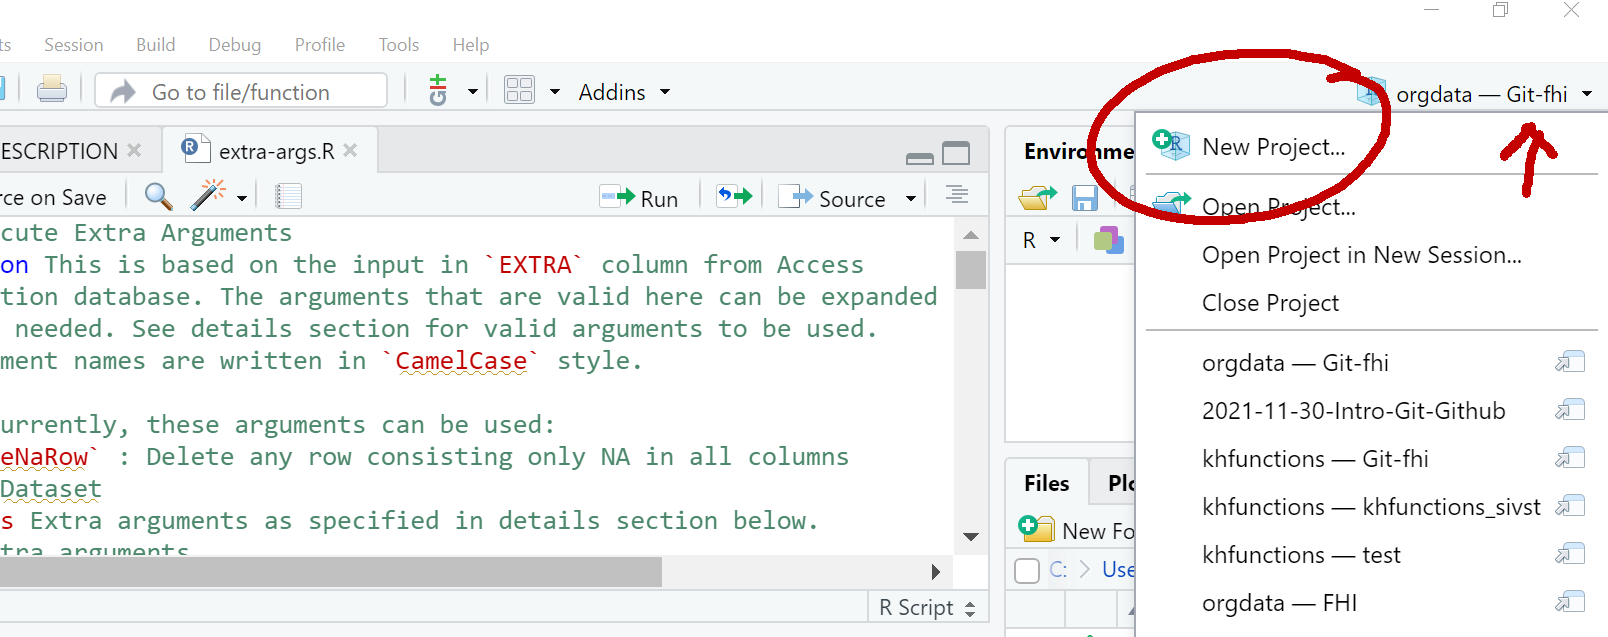 ts Session Build Debug Profile Tools Help
Go to file/function Addins orgdata — Git-fhi
ESCRIPTION extra-args.R
rce on Save Run Source
cute Extra Arguments
on This is based on the input in `EXTRA` column from Access
tion database. The arguments that are valid here can be expanded
needed. See details section for valid arguments to be used.
ment names are written in `CamelCase` style.
urrently, these arguments can be used:
eNaRow` : Delete any row consisting only NA in all columns
Dataset
s Extra arguments as specified in details section below.
tra arguments
R Script
Environme
R
Files Plo
New Fo
C: Use
New Project...
Open Project...
Open Project in New Session...
Close Project
orgdata — Git-fhi
2021-11-30-Intro-Git-Github
khfunctions — Git-fhi
khfunctions — khfunctions_sivst
khfunctions — test
orgdata — FHI